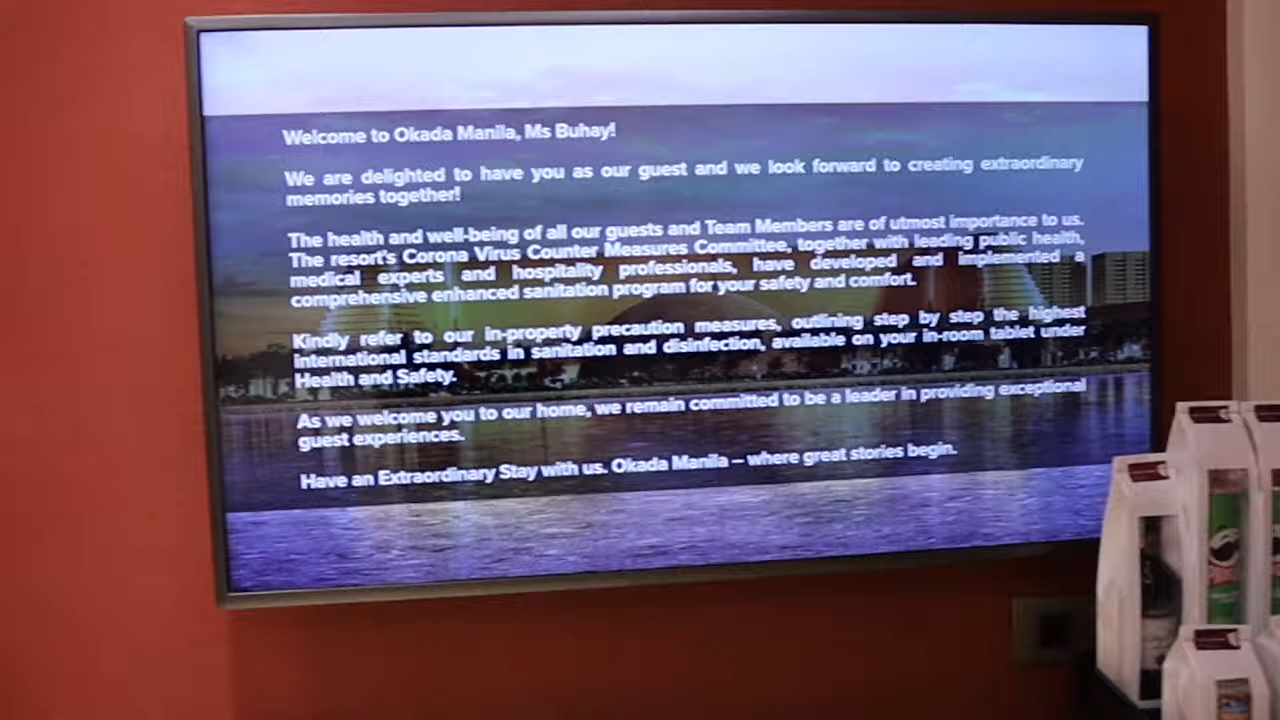 Welcome to Okada Manila, Ms Buhay!
We are delighted to have you as our guest and we look forward to creating extraordinary
memories together!
The health and well-being of all our guests and Team Members are of utmost importance to us.
The resort's Corona Virus Counter Measures Committee, together with leading public health,
medical experts and hospitality professionals, have developed and implemented a
comprehensive enhanced sanitation program for your safety and comfort.
Kindly refer to our in-property precaution measures, outlining step by step the highest
international standards in sanitation and disinfection, available on your in-room tablet under
Health and Safety.
As we welcome you to our home, we remain committed to be a leader in providing exceptional
guest experiences.
Have an Extraordinary Stay with us. Okada Manila – where great stories begin.